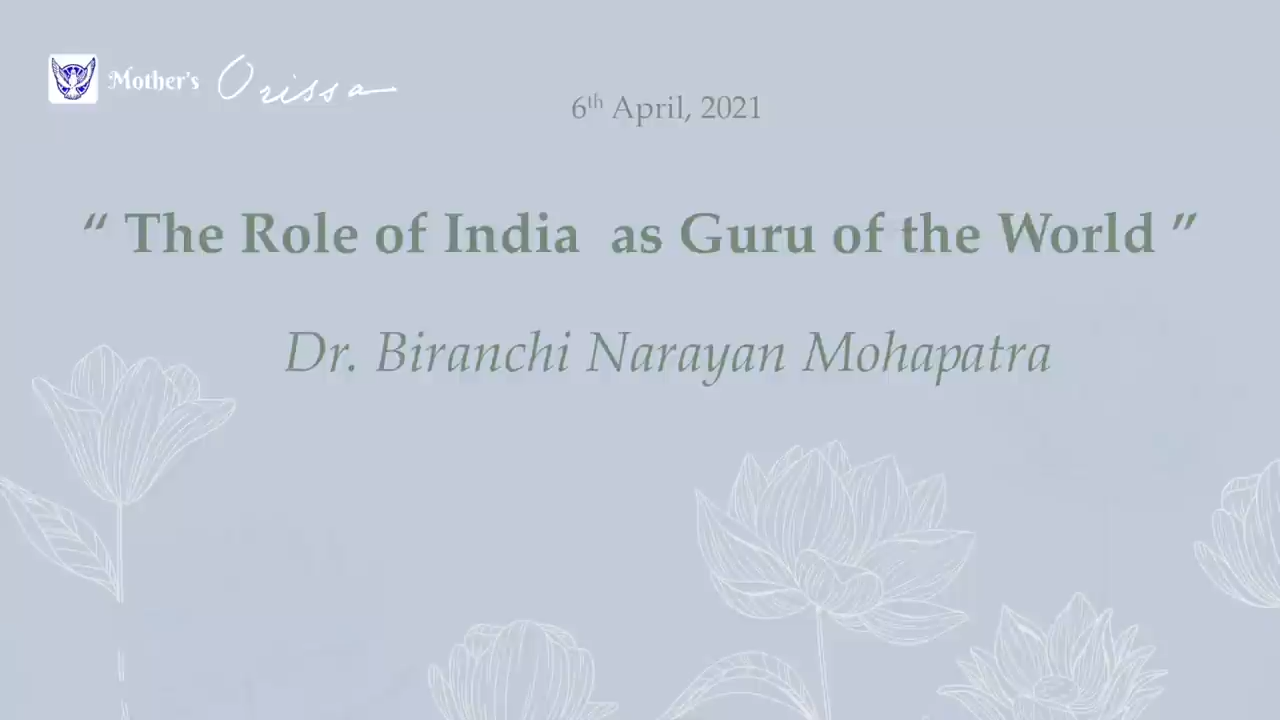 Mother's Orissa
6th April, 2021
“ The Role of India as Guru of the World ”
Dr. Biranchi Narayan Mohapatra